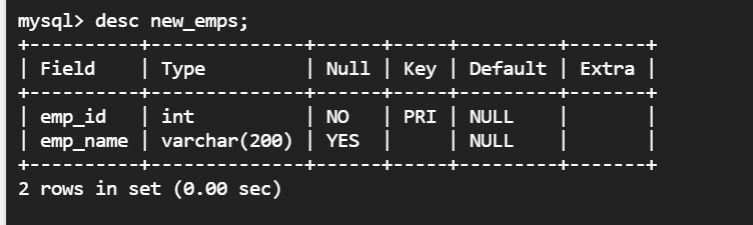 mysql> desc new_emps;
+----------+--------------+------+-----+---------+-------+
| Field    | Type         | Null | Key | Default | Extra |
+----------+--------------+------+-----+---------+-------+
| emp_id   | int          | NO   | PRI | NULL    |       |
| emp_name | varchar(200) | YES  |     | NULL    |       |
+----------+--------------+------+-----+---------+-------+
2 rows in set (0.00 sec)